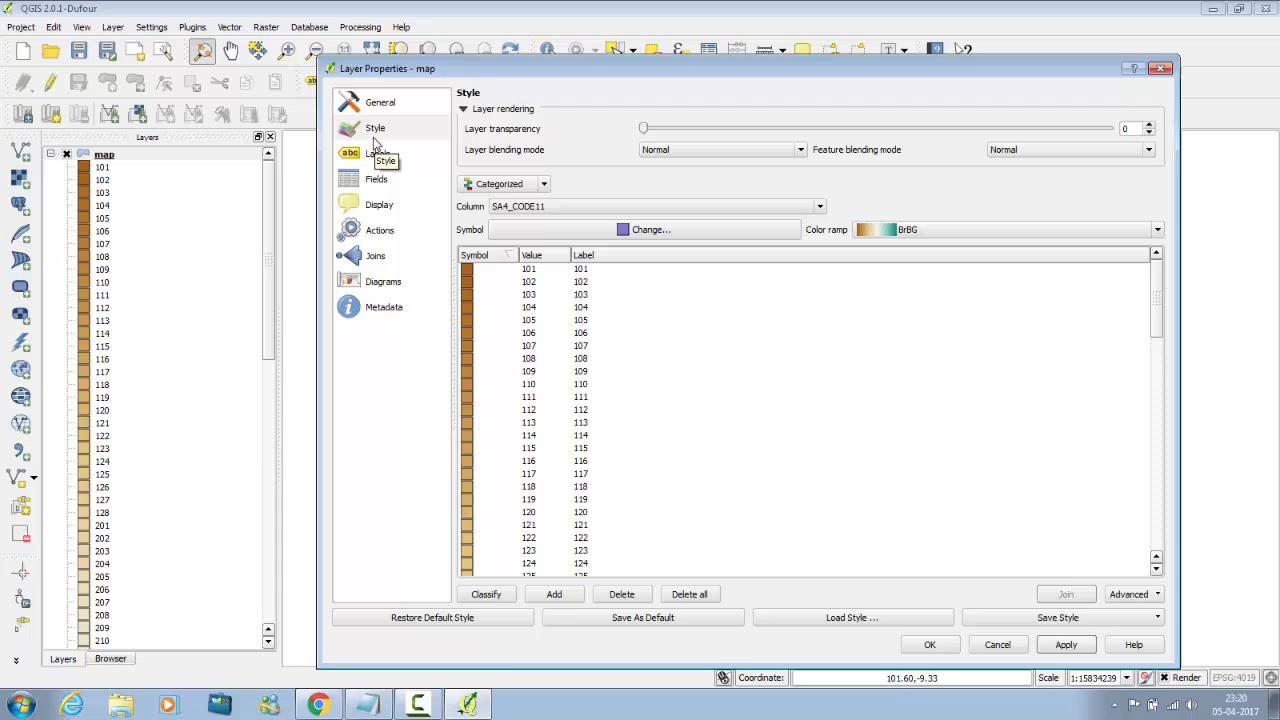 QGIS 2.0.1-Dufour
Project Edit View Layer Settings Plugins Vector Raster Database Processing Help
Layer Properties - map
Layers
map
101
102
103
104
105
106
107
108
109
110
111
112
113
114
115
116
117
118
119
120
121
122
123
124
125
126
127
128
201
202
203
204
205
206
207
208
209
210
Layers Browser
General
Style
Style
Fields
Display
Actions
Joins
Diagrams
Metadata
Style
Layer rendering
Layer transparency 0
Layer blending mode Normal Feature blending mode Normal
Categorized
Column SA4_CODE11
Symbol Change... Color ramp BrBG
Symbol Value Label
101 101
102 102
103 103
104 104
105 105
106 106
107 107
108 108
109 109
110 110
111 111
112 112
113 113
114 114
115 115
116 116
117 117
118 118
119 119
120 120
121 121
122 122
123 123
124 124
125 125
Classify Add Delete Delete all Join Advanced
Restore Default Style Save As Default Load Style ... Save Style
OK Cancel Apply Help
Coordinate: 101.60,-9.33 Scale 1:15834239 Render EPSG:4019
23:20
05-04-2017